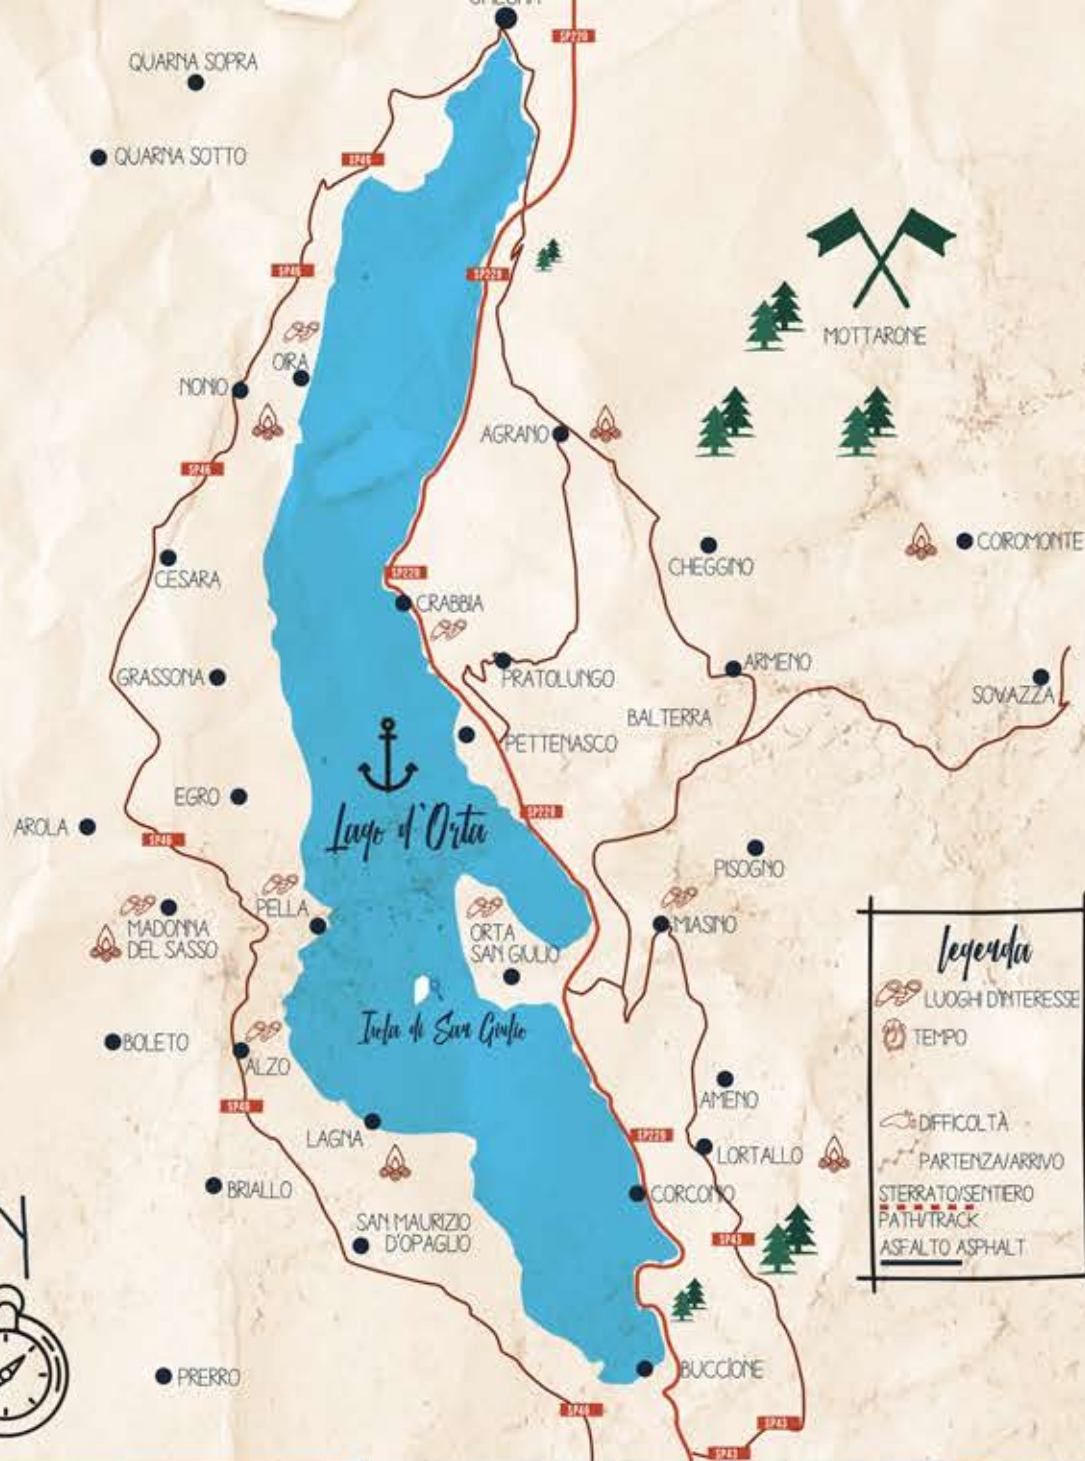 SP229
QUARNA SOPRA
QUARNA SOTTO
SP46
SP46
SP229
MOTTARONE
OIRA
NONIO
AGRANO
SP46
COIROMONTE
CHEGGINO
CESARA
SP229
CRABBIA
GRASSONA
PRATOLUNGO
ARMENO
SOVAZZA
BALTERRA
PETTENASCO
EGRO
AROLA
SP46
Lago d'Orta
SP229
PISOGNO
PELLA
MADONNA
DEL SASSO
ORTA
SAN GIULIO
MIASINO
Isola di San Giulio
BOLETO
ALZO
SP46
LAGNA
AMENO
SP229
LORTALLO
BRIALLO
CORCONIO
SAN MAURIZIO
D'OPAGLIO
SP43
PRERRO
BUCCIONE
SP46
SP43
SP43
legenda
LUOGHI D'INTERESSE
TEMPO
DIFFICOLTÀ
PARTENZA/ARRIVO
STERRATO/SENTIERO
PATH/TRACK
ASFALTO ASPHALT
N